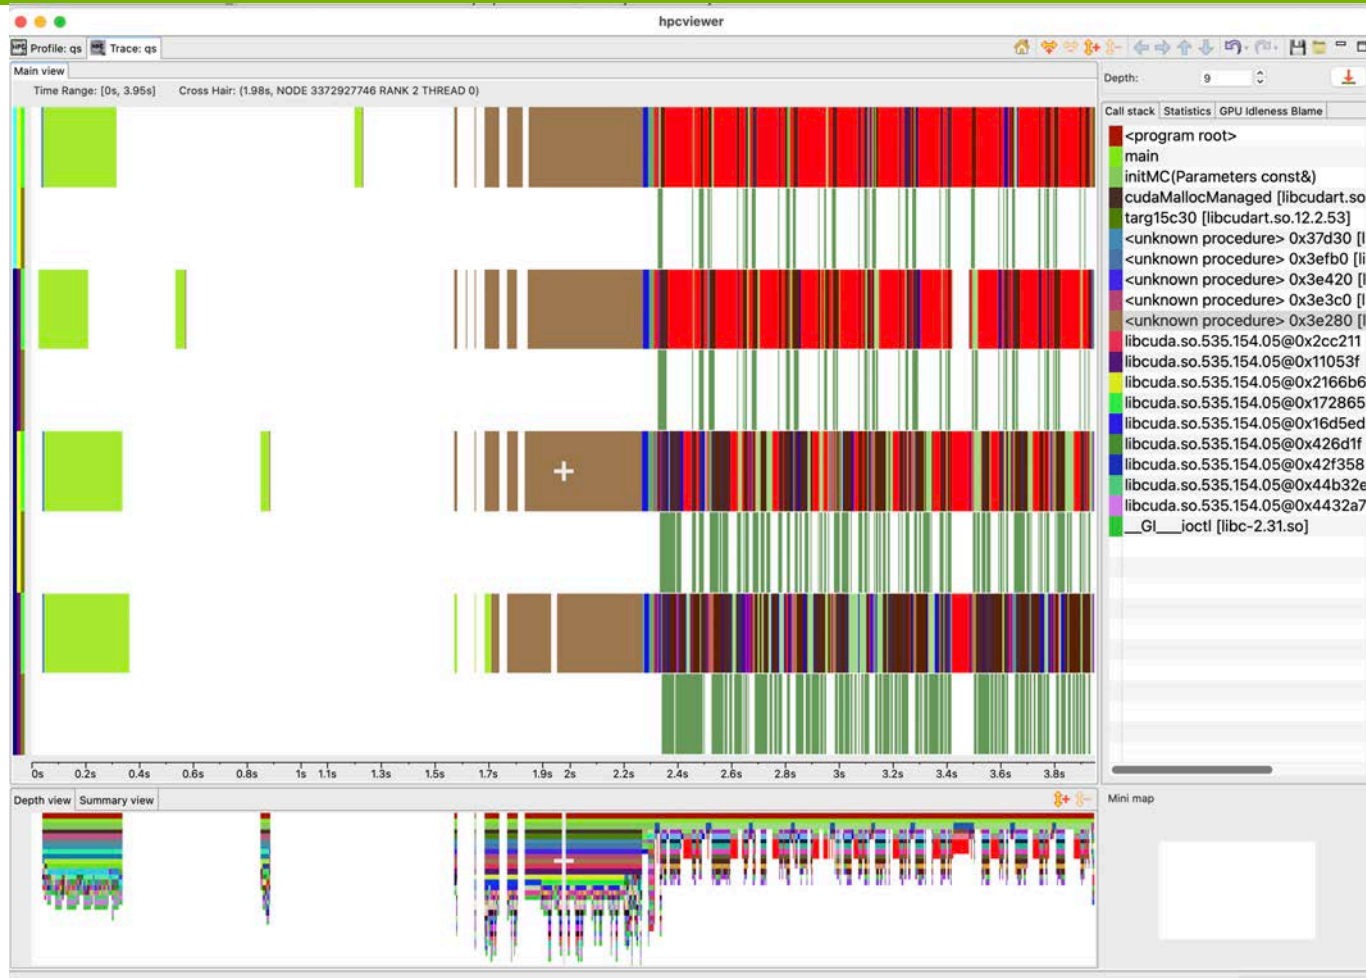 hpcviewer
Profile: qs
Trace: qs
Main view
Time Range: [0s, 3.95s] Cross Hair: (1.98s, NODE 3372927746 RANK 2 THREAD 0)
Depth: 9
Call stack Statistics GPU Idleness Blame
<program root>
main
initMC(Parameters const&)
cudaMallocManaged [libcudart.so
targ15c30 [libcudart.so.12.2.53]
<unknown procedure> 0x37d30 [l
<unknown procedure> 0x3efb0 [li
<unknown procedure> 0x3e420 [l
<unknown procedure> 0x3e3c0 [l
<unknown procedure> 0x3e280 [l
libcuda.so.535.154.05@0x2cc211
libcuda.so.535.154.05@0x11053f
libcuda.so.535.154.05@0x2166b6
libcuda.so.535.154.05@0x172865
libcuda.so.535.154.05@0x16d5ed
libcuda.so.535.154.05@0x426d1f
libcuda.so.535.154.05@0x42f358
libcuda.so.535.154.05@0x44b32e
libcuda.so.535.154.05@0x4432a7
__GI___ioctl [libc-2.31.so]
0s 0.2s 0.4s 0.6s 0.8s 1s 1.1s 1.3s 1.5s 1.7s 1.9s 2s 2.2s 2.4s 2.6s 2.8s 3s 3.2s 3.4s 3.6s 3.8s
Depth view Summary view
Mini map